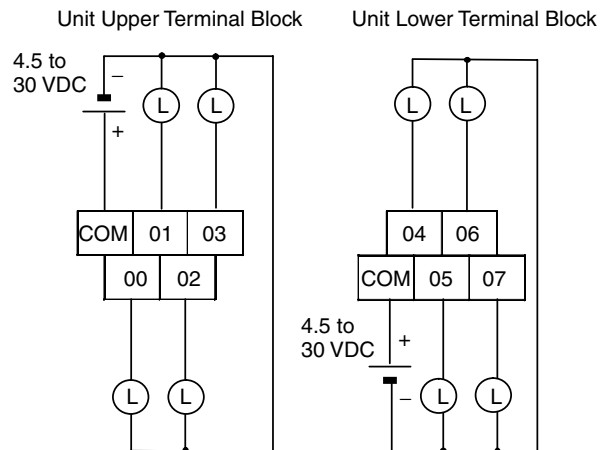 Unit Upper Terminal Block
Unit Lower Terminal Block
4.5 to
30 VDC
–
+
L
L
L
L
COM
01
03
04
06
00
02
COM
05
07
4.5 to
30 VDC
+
–
L
L
L
L